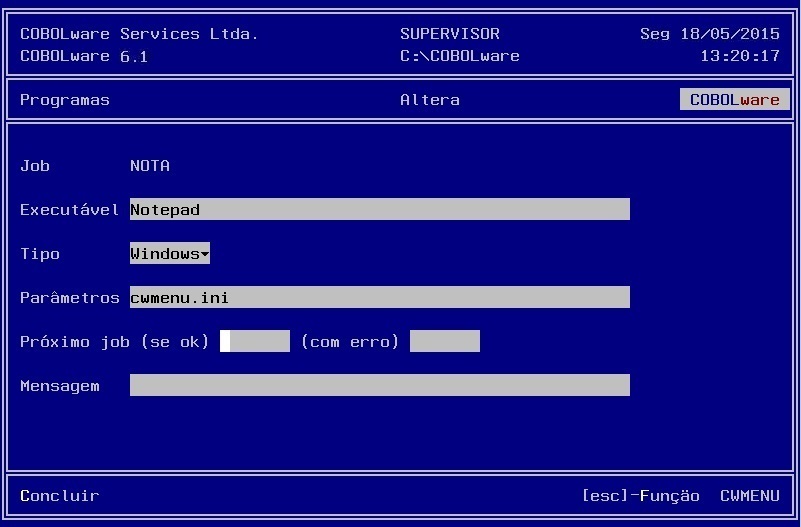 COBOLware Services Ltda. SUPERVISOR Seg 18/05/2015
COBOLware 6.1 C:\COBOLware 13:20:17
Programas Altera COBOLware
Job NOTA
Executável Notepad
Tipo Windows
Parâmetros cwmenu.ini
Próximo job (se ok) (com erro)
Mensagem
Concluir [esc]-Funçäo CWMENU